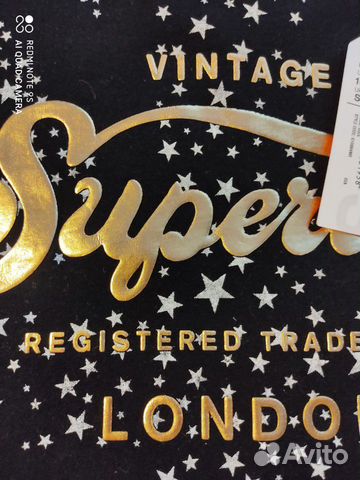 VINTAGE
Super
REGISTERED TRADE
LONDO
REDMI NOTE 8S
AI QUAD CAMERA
Avito